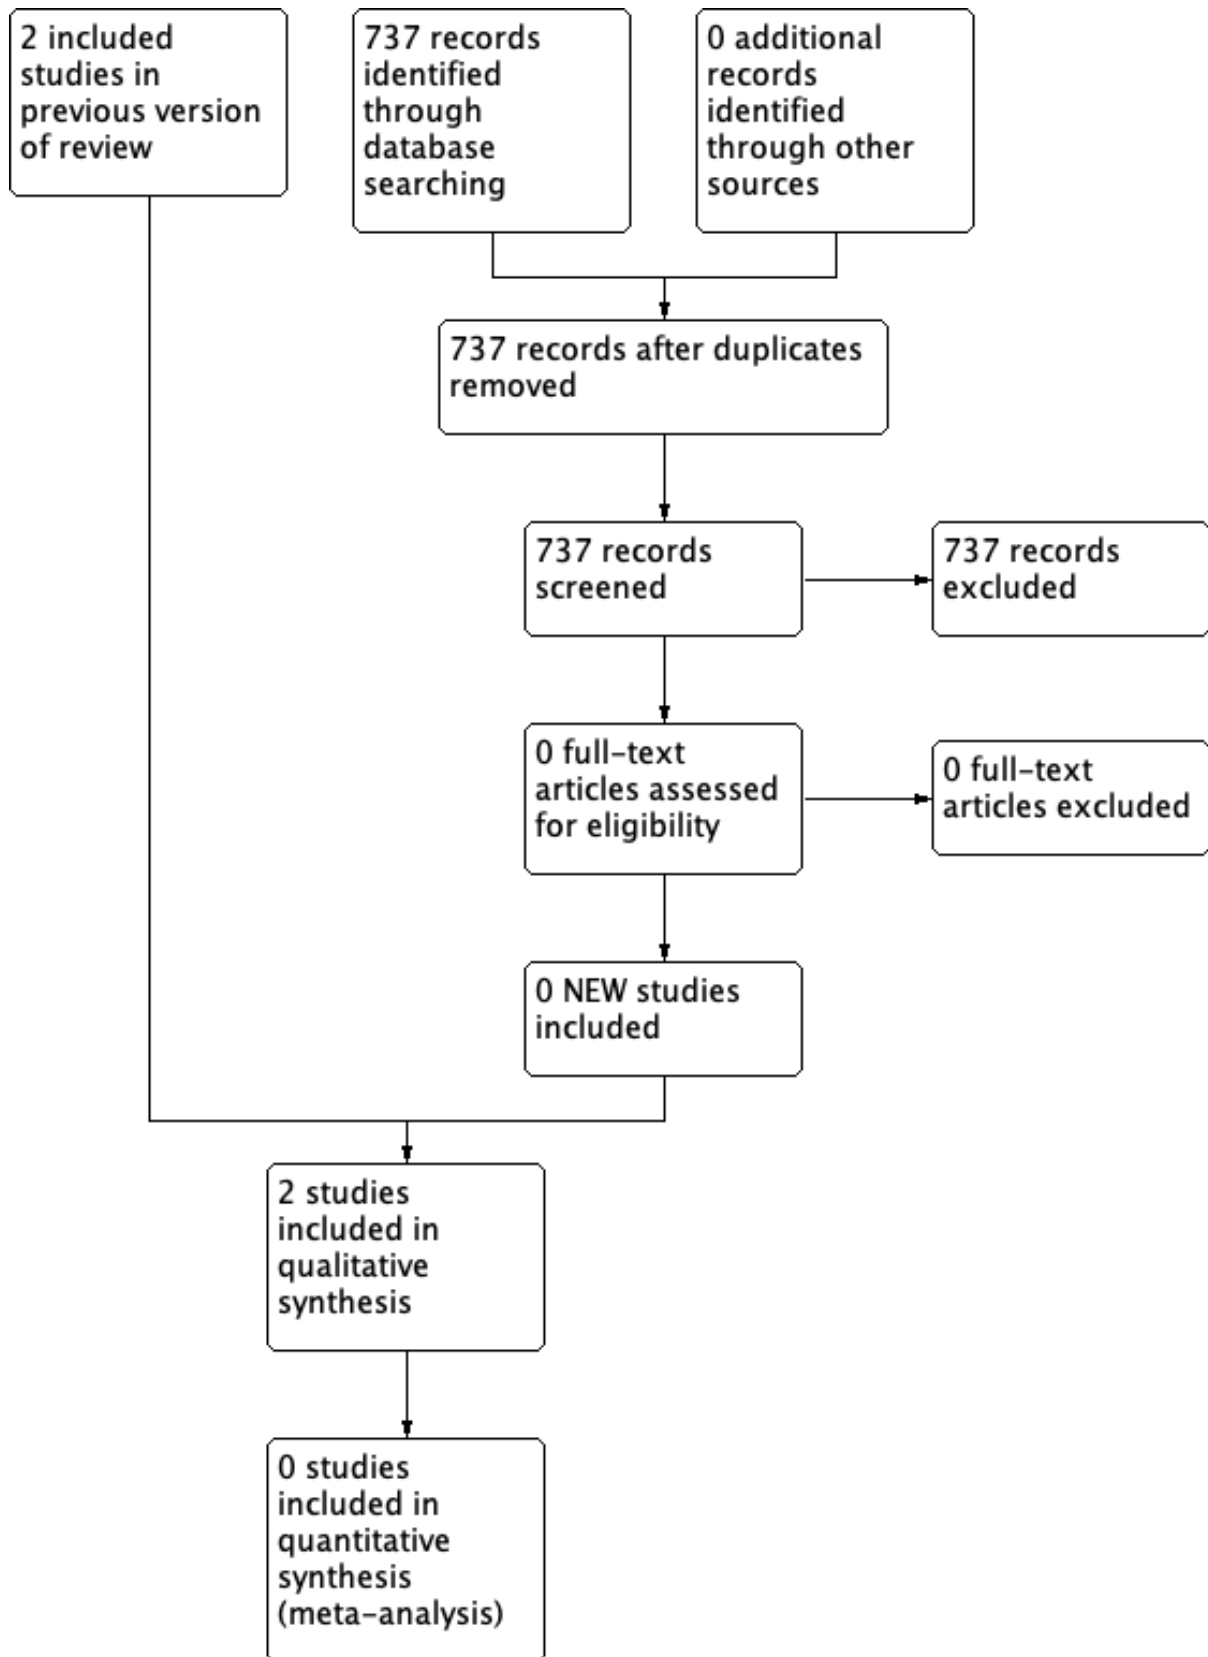 2 included
studies in
previous version
of review
737 records
identified
through
database
searching
0 additional
records
identified
through other
sources
737 records after duplicates
removed
737 records
screened
737 records
excluded
0 full-text
articles assessed
for eligibility
0 full-text
articles excluded
0 NEW studies
included
2 studies
included in
qualitative
synthesis
0 studies
included in
quantitative
synthesis
(meta-analysis)